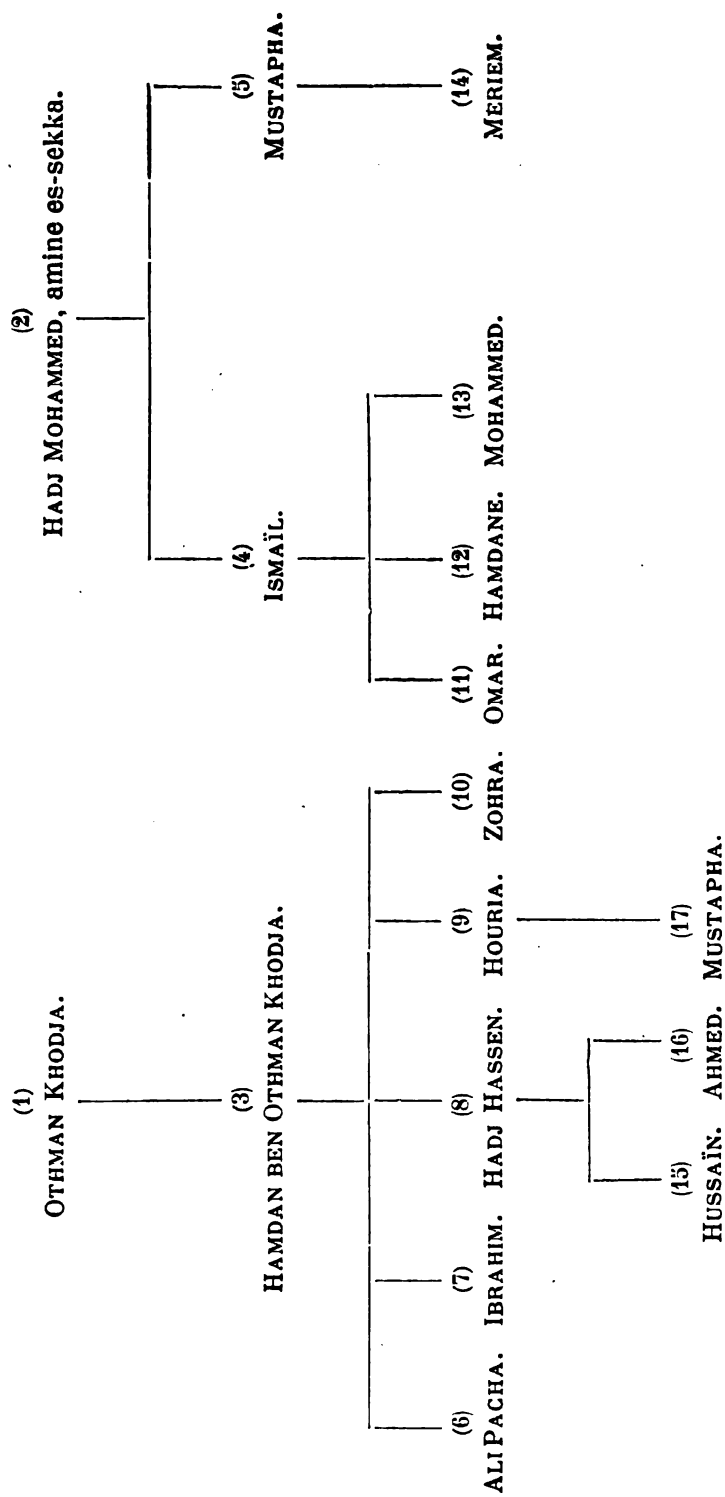 (1) (2)
OTHMAN KHODJA. HADJ MOHAMMED, amine es-sekka.
(3) (4) (5)
HAMDAN BEN OTHMAN KHODJA. ISMAÏL. MUSTAPHA.
(6) (7) (8) (9) (10) (11) (12) (13) (14)
ALI PACHA. IBRAHIM. HADJ HASSEN. HOURIA. ZOHRA. OMAR. HAMDANE. MOHAMMED. MERIEM.
(15) (16) (17)
HUSSAÏN. AHMED. MUSTAPHA.